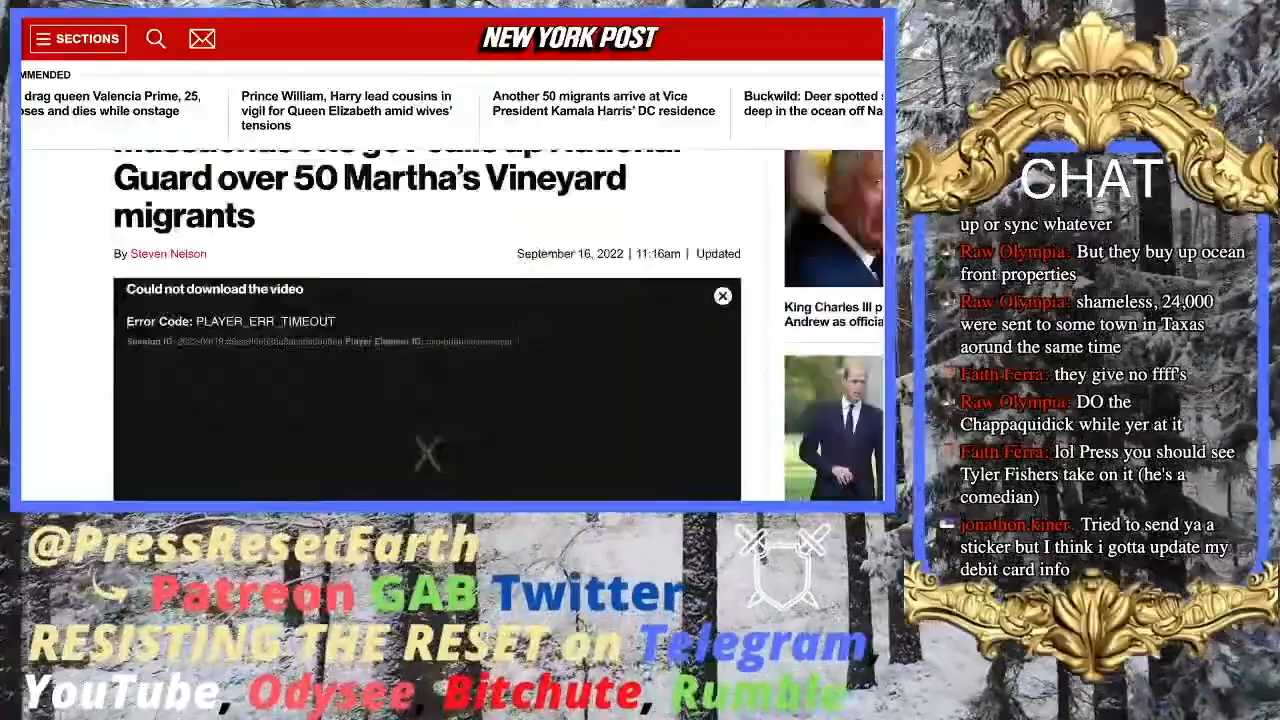 SECTIONS
NEW YORK POST
MMENDED
drag queen Valencia Prime, 25,
oses and dies while onstage
Prince William, Harry lead cousins in
vigil for Queen Elizabeth amid wives'
tensions
Another 50 migrants arrive at Vice
President Kamala Harris' DC residence
Buckwild: Deer spotted
deep in the ocean off Na
Guard over 50 Martha's Vineyard
migrants
By Steven Nelson
September 16, 2022 | 11:16am | Updated
Could not download the video
Error Code: PLAYER_ERR_TIMEOUT
King Charles III p
Andrew as officia
CHAT
up or sync whatever
Raw Olympia: But they buy up ocean
front properties
Raw Olympia: shameless, 24,000
were sent to some town in Taxas
aorund the same time
Faith Ferra: they give no ffff's
Raw Olympia: DO the
Chappaquidick while yer at it
Faith Ferra: lol Press you should see
Tyler Fishers take on it (he's a
comedian)
jonathon.kiner: Tried to send ya a
sticker but I think i gotta update my
debit card info
@PressResetEarth
Patreon GAB Twitter
RESISTING THE RESET on Telegram,
YouTube, Odysee, Bitchute, Rumble